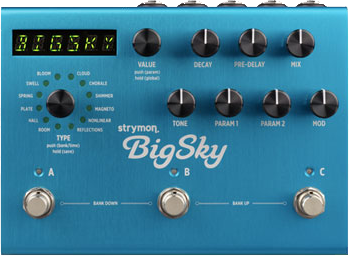 BIGSKY
VALUE
push (param)
hold (global)
DECAY
PRE-DELAY
MIX
BLOOM
CLOUD
SWELL
CHORALE
SPRING
SHIMMER
PLATE
MAGNETO
HALL
NONLINEAR
ROOM
REFLECTIONS
TYPE
push (bank/time)
hold (save)
TONE
PARAM 1
PARAM 2
MOD
strymon
BigSky
A
B
C
BANK DOWN
BANK UP